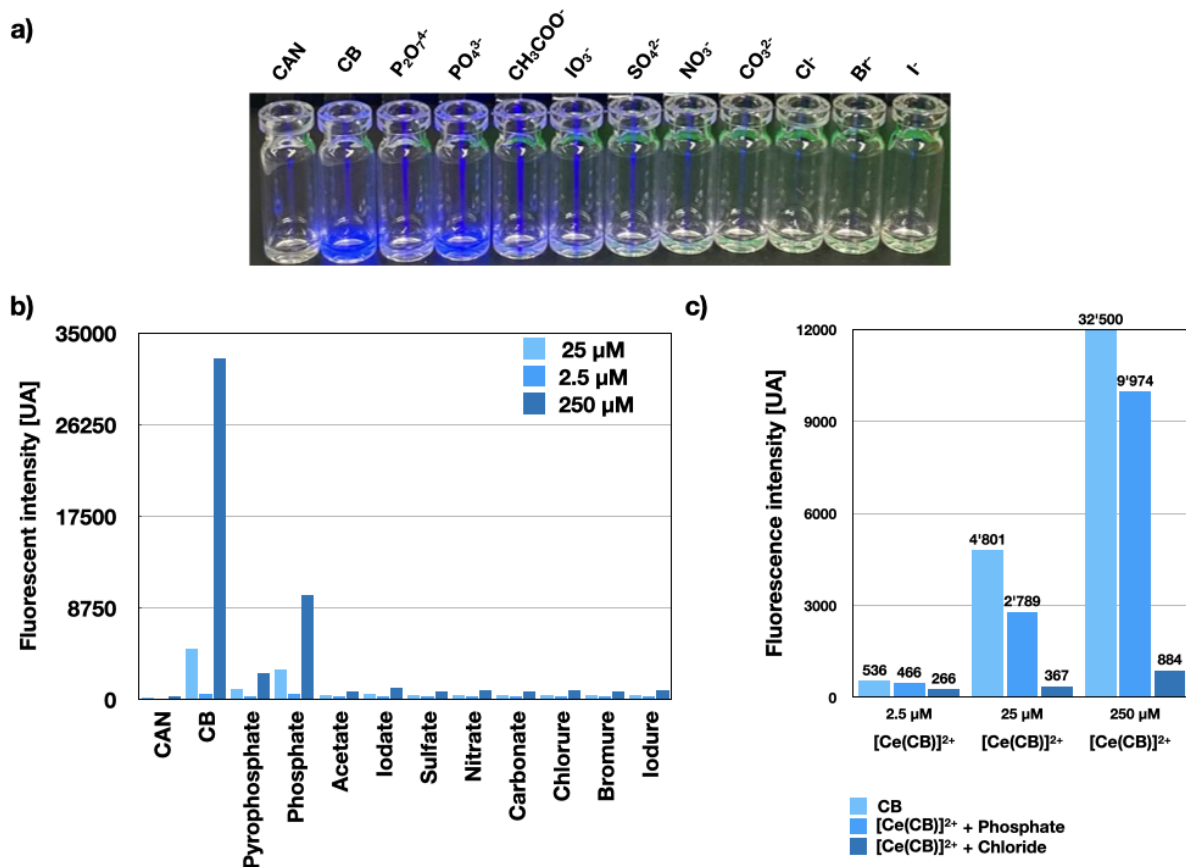 a)
CAN
CB
P₂O₇⁴⁻
PO₄³⁻
CH₃COO⁻
IO₃⁻
SO₄²⁻
NO₃⁻
CO₃²⁻
Cl⁻
Br⁻
I⁻
b)
Fluorescent intensity [UA]
35000
26250
17500
8750
0
25 µM
2.5 µM
250 µM
CAN
CB
Pyrophosphate
Phosphate
Acetate
Iodate
Sulfate
Nitrate
Carbonate
Chlorure
Bromure
Iodure
c)
Fluorescence intensity [UA]
12000
9000
6000
3000
0
536
466
266
4'801
2'789
367
32'500
9'974
884
2.5 µM
[Ce(CB)]²⁺
25 µM
[Ce(CB)]²⁺
250 µM
[Ce(CB)]²⁺
CB
[Ce(CB)]²⁺ + Phosphate
[Ce(CB)]²⁺ + Chloride